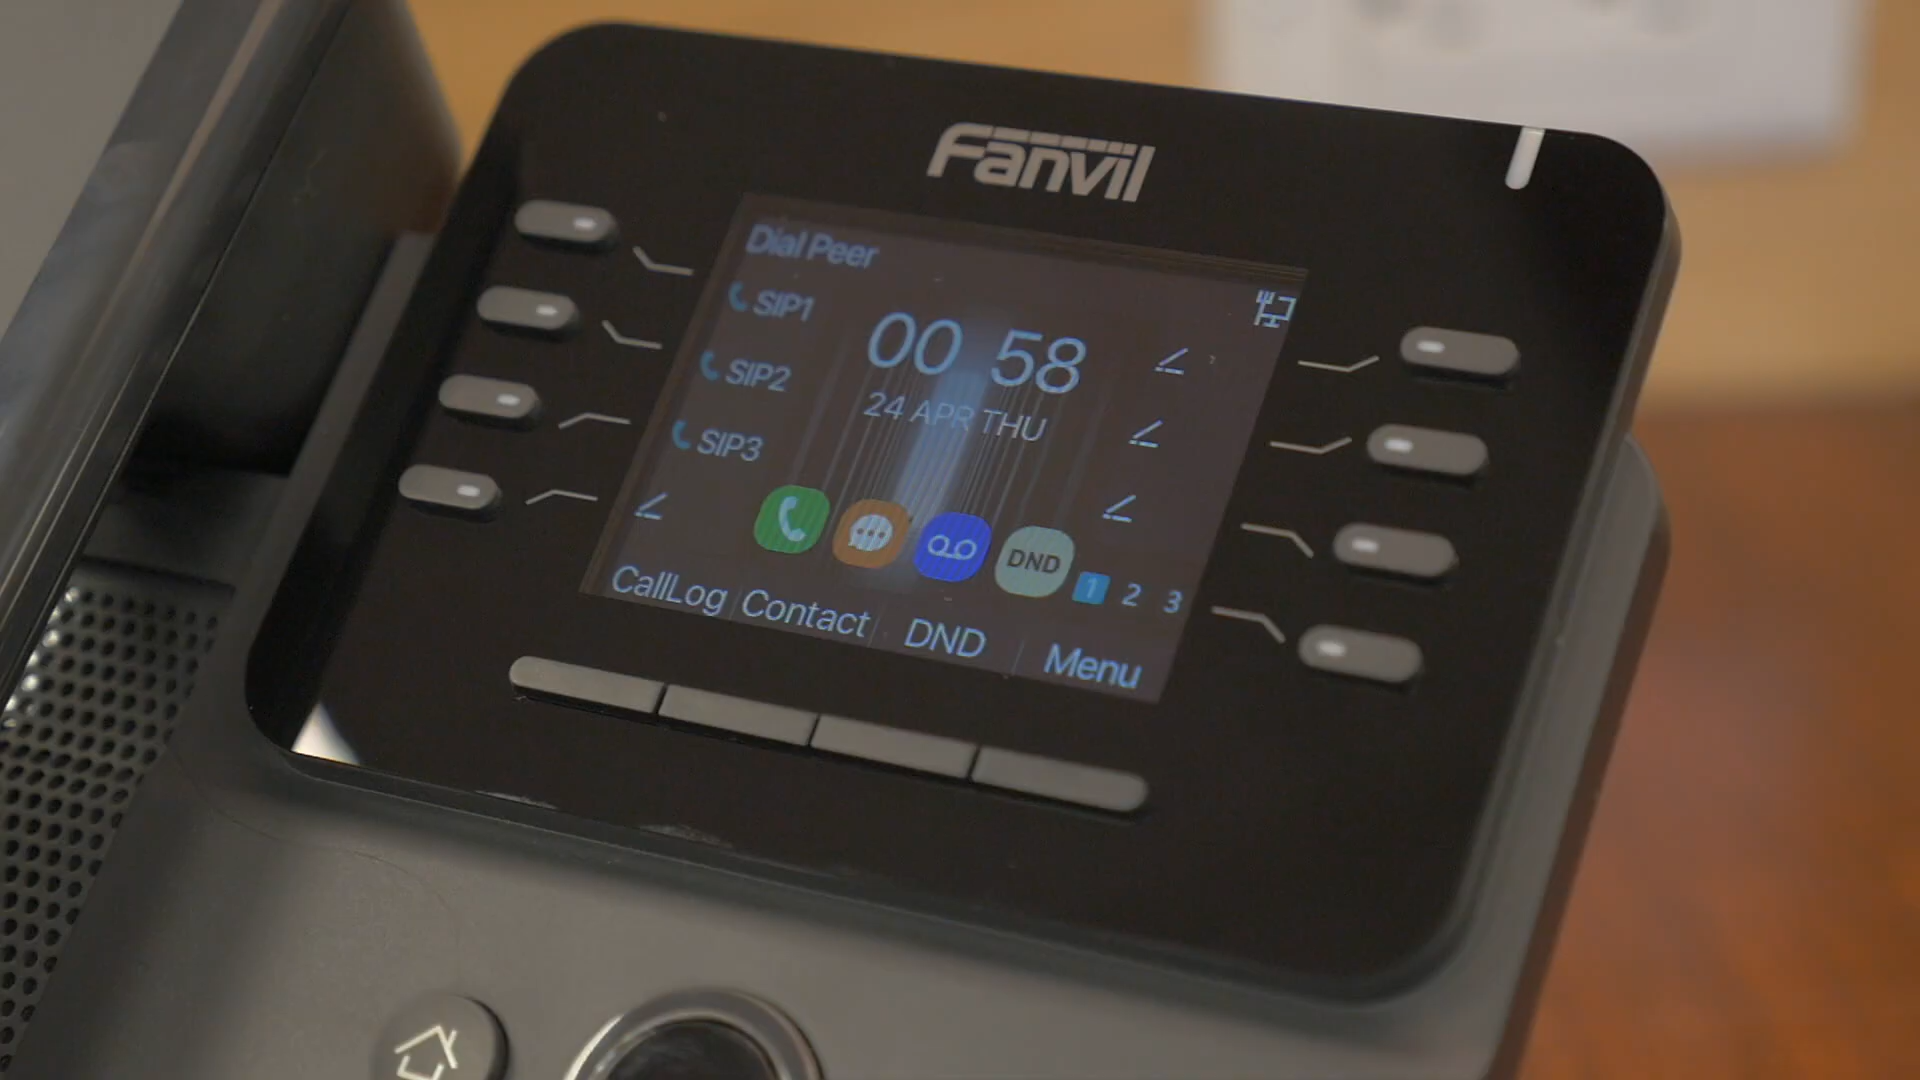 Fanvil
Dial Peer
SIP1
00 58
SIP2
24 APR THU
SIP3
DND
1 2 3
CallLog Contact DND Menu